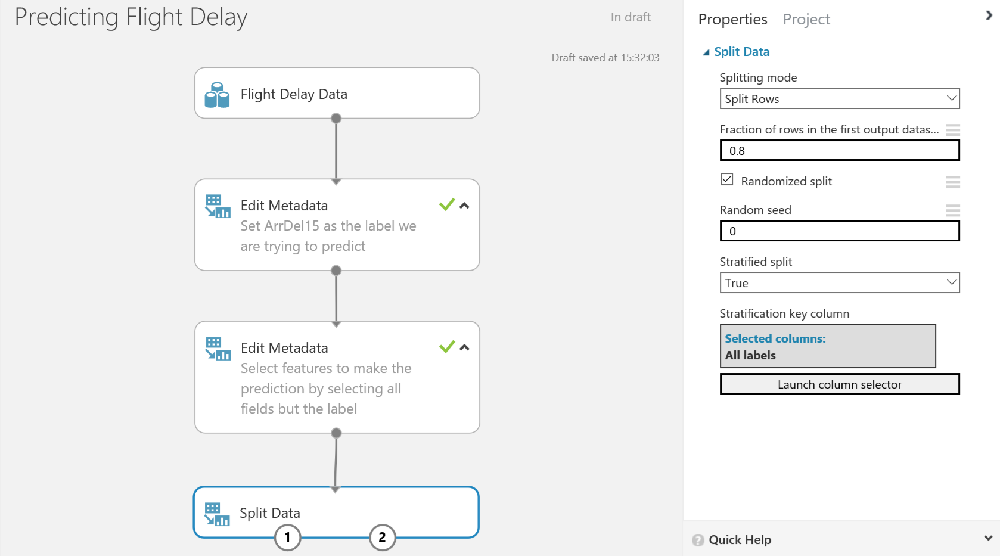 Predicting Flight Delay
In draft
Draft saved at 15:32:03
Flight Delay Data
Edit Metadata
Set ArrDel15 as the label we
are trying to predict
Edit Metadata
Select features to make the
prediction by selecting all
fields but the label
Split Data
1
2
Properties
Project
Split Data
Splitting mode
Split Rows
Fraction of rows in the first output datas...
0.8
Randomized split
Random seed
0
Stratified split
True
Stratification key column
Selected columns:
All labels
Launch column selector
? Quick Help